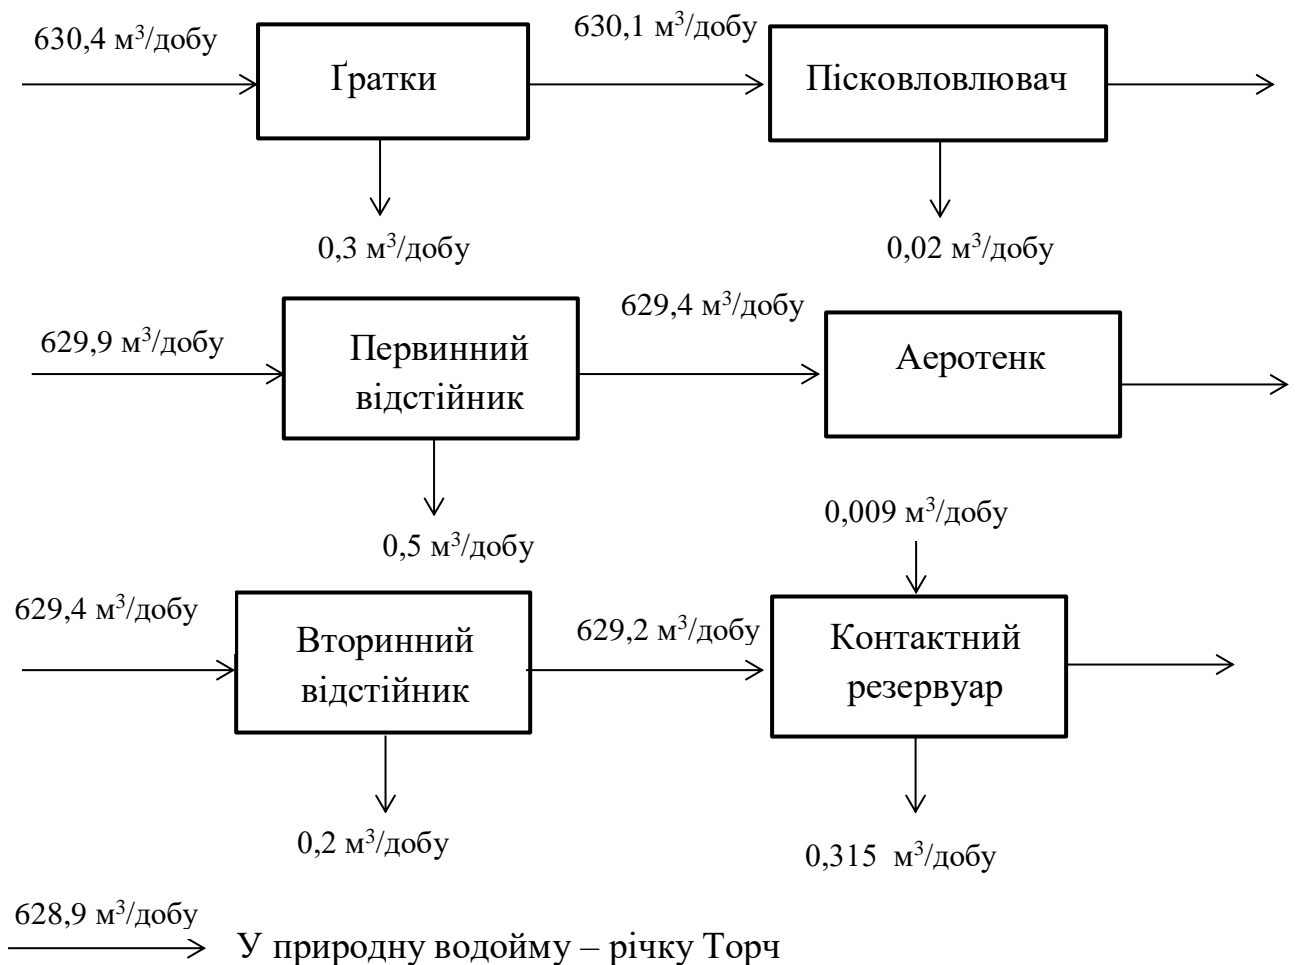 630,4 м³/добу
630,1 м³/добу
Ґратки
Пісковловлювач
0,3 м³/добу
0,02 м³/добу
629,9 м³/добу
629,4 м³/добу
Первинний
відстійник
Аеротенк
0,5 м³/добу
0,009 м³/добу
629,4 м³/добу
629,2 м³/добу
Вторинний
відстійник
Контактний
резервуар
0,2 м³/добу
0,315 м³/добу
628,9 м³/добу
У природну водойму – річку Торч